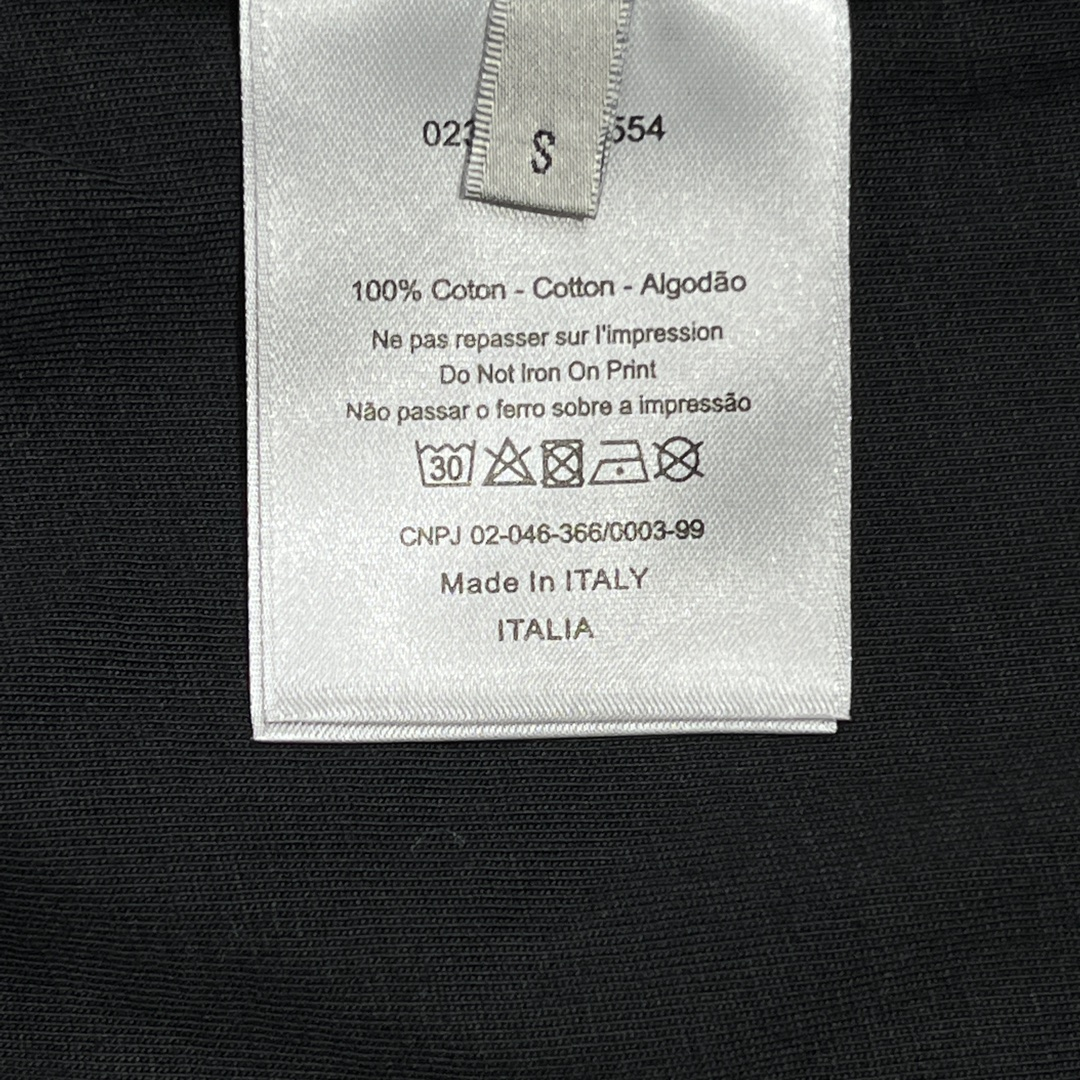 023 554
S
100% Coton - Cotton - Algodão
Ne pas repasser sur l'impression
Do Not Iron On Print
Não passar o ferro sobre a impressão
30
CNPJ 02-046-366/0003-99
Made In ITALY
ITALIA